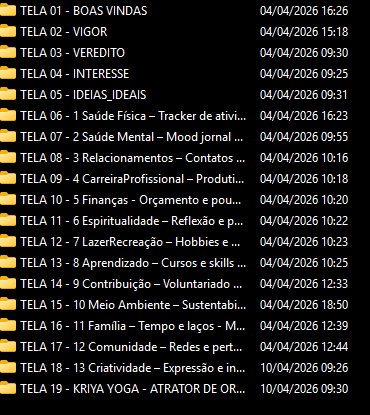 TELA 01 - BOAS VINDAS 04/04/2026 16:26
TELA 02 - VIGOR 04/04/2026 15:18
TELA 03 - VEREDITO 04/04/2026 09:30
TELA 04 - INTERESSE 04/04/2026 09:25
TELA 05 - IDEIAS_IDEAIS 04/04/2026 09:31
TELA 06 - 1 Saúde Física – Tracker de ativi... 04/04/2026 16:23
TELA 07 - 2 Saúde Mental – Mood jornal ... 04/04/2026 09:55
TELA 08 - 3 Relacionamentos – Contatos ... 04/04/2026 10:16
TELA 09 - 4 CarreiraProfissional – Produti... 04/04/2026 10:18
TELA 10 - 5 Finanças - Orçamento e pou... 04/04/2026 10:20
TELA 11 - 6 Espiritualidade – Reflexão e p... 04/04/2026 10:22
TELA 12 - 7 LazerRecreação – Hobbies e ... 04/04/2026 10:23
TELA 13 - 8 Aprendizado – Cursos e skills ... 04/04/2026 10:25
TELA 14 - 9 Contribuição – Voluntariado ... 04/04/2026 12:33
TELA 15 - 10 Meio Ambiente – Sustentabi... 04/04/2026 18:50
TELA 16 - 11 Família – Tempo e laços - M... 04/04/2026 12:39
TELA 17 - 12 Comunidade – Redes e pert... 04/04/2026 12:44
TELA 18 - 13 Criatividade – Expressão e in... 10/04/2026 09:26
TELA 19 - KRIYA YOGA - ATRATOR DE OR... 10/04/2026 09:30